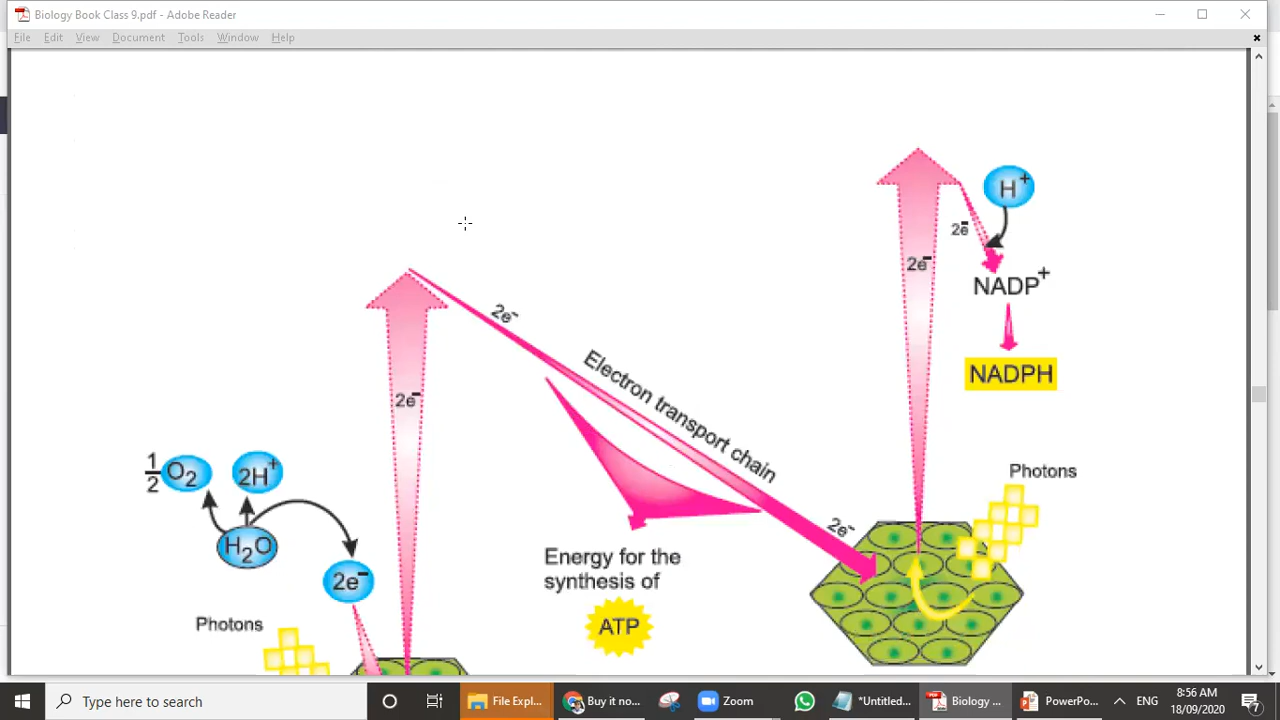 Biology Book Class 9.pdf - Adobe Reader
File Edit View Document Tools Window Help
H+
2e-
2e-
NADP+
2e-
Electron transport chain
NADPH
2e-
1/2 O2
2H+
Photons
2e-
H2O
Energy for the
synthesis of
2e-
Photons
ATP
Type here to search
File Expl...
Buy it no...
Zoom
*Untitled...
Biology ...
PowerPo...
ENG
8:56 AM
18/09/2020
7